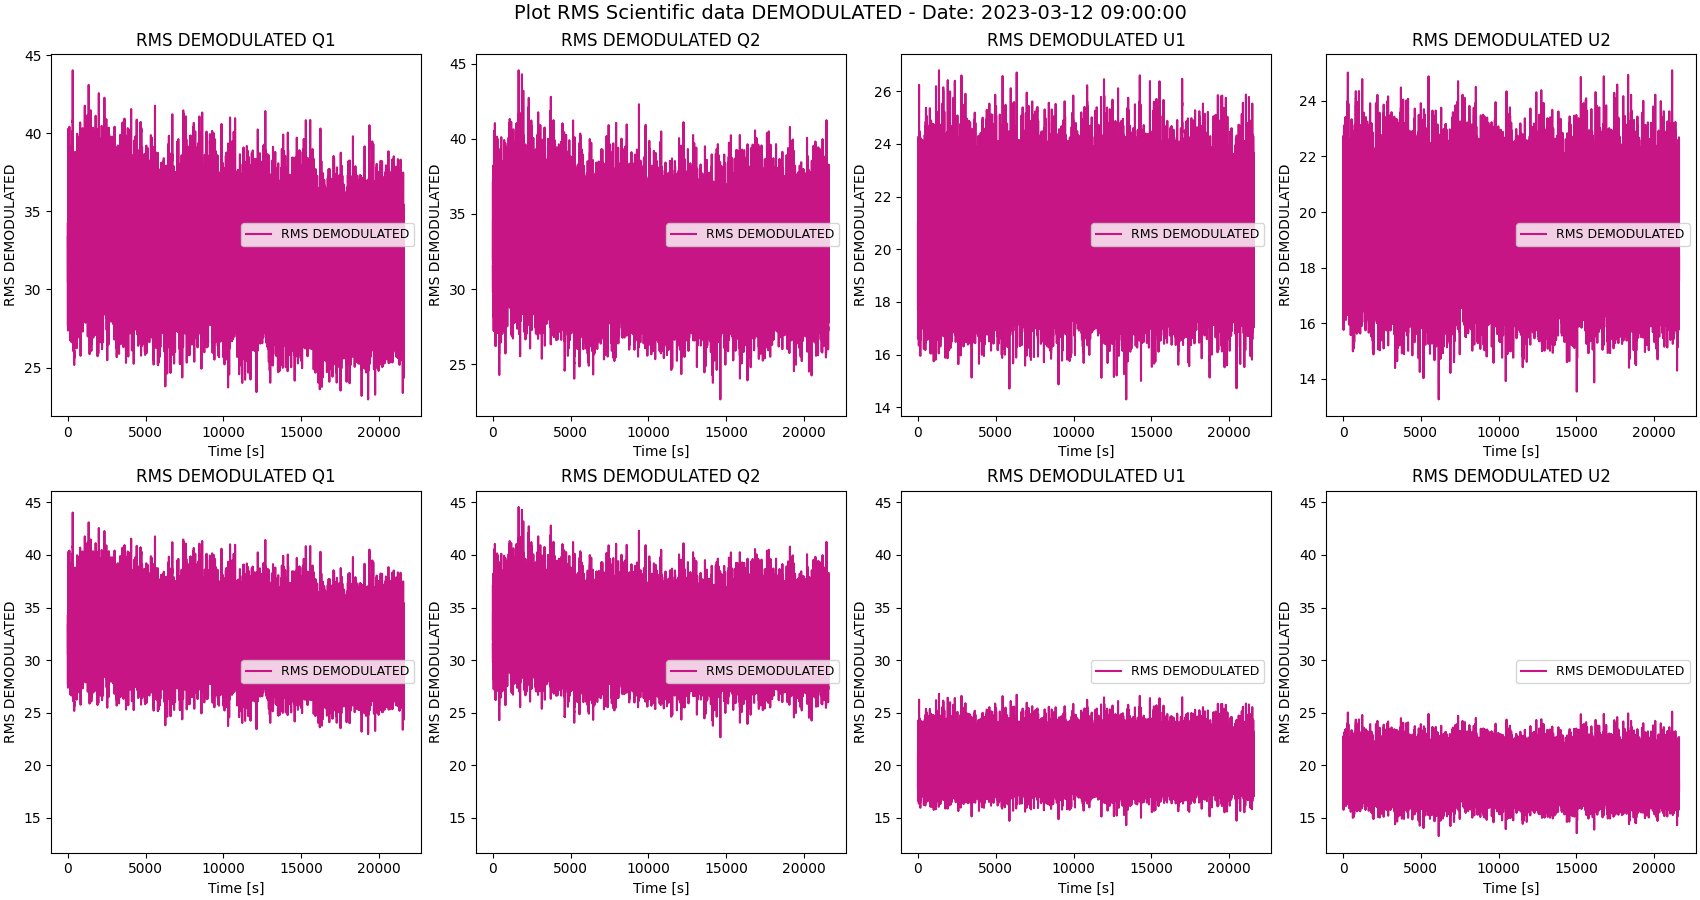 Plot RMS Scientific data DEMODULATED - Date: 2023-03-12 09:00:00
RMS DEMODULATED Q1
RMS DEMODULATED
45
40
35
30
25
RMS DEMODULATED
0 5000 10000 15000 20000
Time [s]
RMS DEMODULATED Q2
RMS DEMODULATED
45
40
35
30
25
RMS DEMODULATED
0 5000 10000 15000 20000
Time [s]
RMS DEMODULATED U1
RMS DEMODULATED
26
24
22
20
18
16
14
RMS DEMODULATED
0 5000 10000 15000 20000
Time [s]
RMS DEMODULATED U2
RMS DEMODULATED
24
22
20
18
16
14
RMS DEMODULATED
0 5000 10000 15000 20000
Time [s]
RMS DEMODULATED Q1
RMS DEMODULATED
45
40
35
30
25
20
15
RMS DEMODULATED
0 5000 10000 15000 20000
Time [s]
RMS DEMODULATED Q2
RMS DEMODULATED
45
40
35
30
25
20
15
RMS DEMODULATED
0 5000 10000 15000 20000
Time [s]
RMS DEMODULATED U1
RMS DEMODULATED
45
40
35
30
25
20
15
RMS DEMODULATED
0 5000 10000 15000 20000
Time [s]
RMS DEMODULATED U2
RMS DEMODULATED
45
40
35
30
25
20
15
RMS DEMODULATED
0 5000 10000 15000 20000
Time [s]